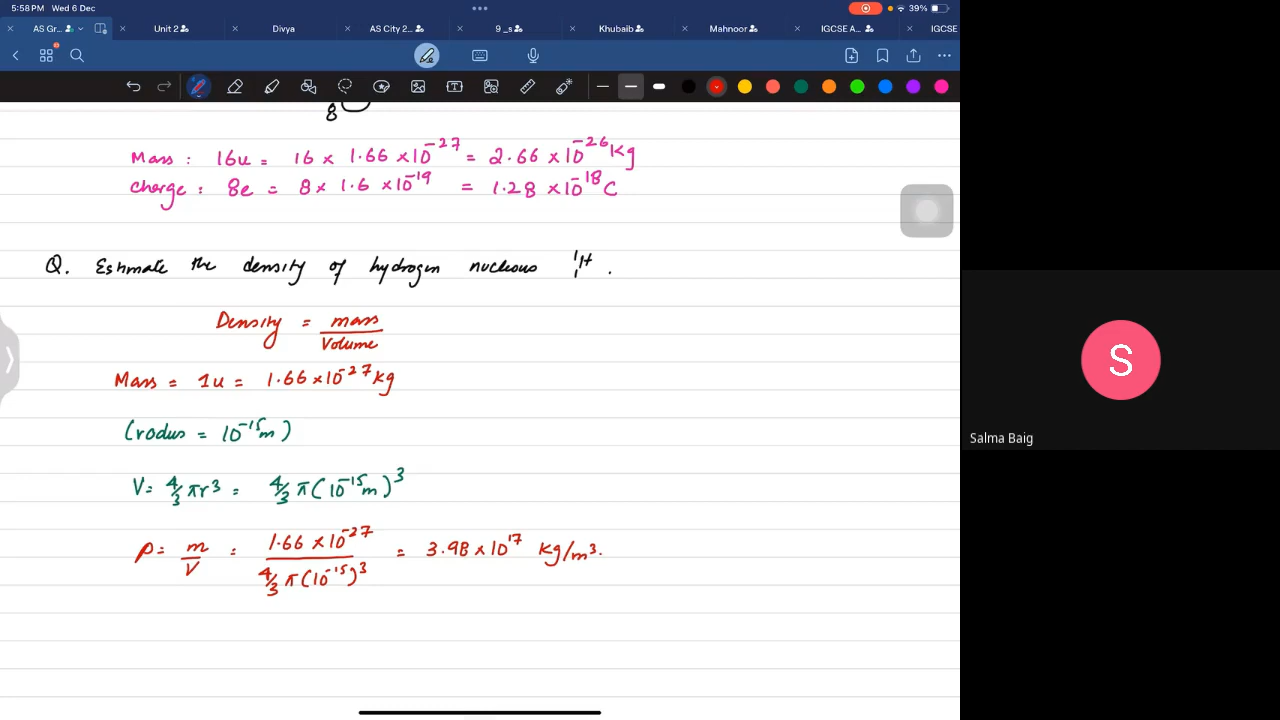 5:58 PM Wed 6 Dec
39%
AS Gr... Unit 2 Divya AS City 2... 9 _s Khubaib Mahnoor IGCSE A... IGCSE
8
Mass : 16u = 16 × 1.66 × 10⁻²⁷ = 2.66 × 10⁻²⁶ Kg
Charge : 8e = 8 × 1.6 × 10⁻¹⁹ = 1.28 × 10⁻¹⁸ C
Q. Estimate the density of hydrogen nucleous ¹₁H .
Density = mass / Volume
Mass = 1u = 1.66 × 10⁻²⁷ kg
(radus = 10⁻¹⁵ m)
V = 4/3 πr³ = 4/3 π(10⁻¹⁵ m)³
ρ = m/V = 1.66 × 10⁻²⁷ / 4/3 π(10⁻¹⁵)³ = 3.98 × 10¹⁷ kg/m³.
S
Salma Baig